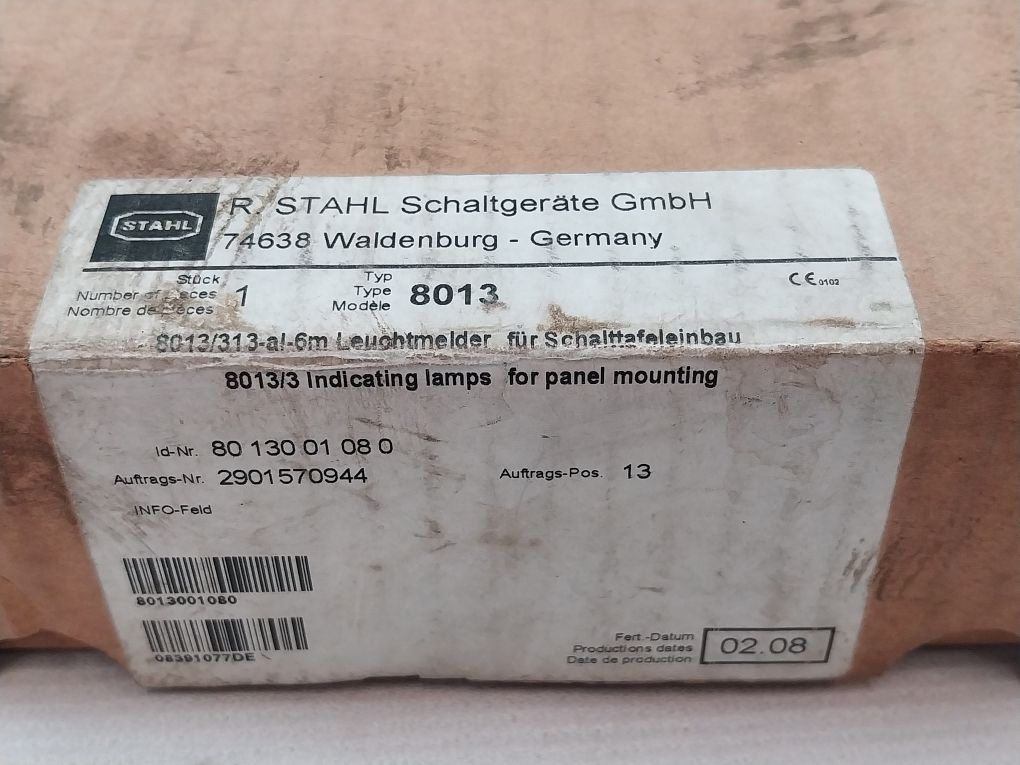 STAHL
R. STAHL Schaltgeräte GmbH
74638 Waldenburg - Germany
Stück
Number of pieces 1
Nombre de pièces
Typ
Type 8013
Modèle
CE 0102
8013/313-al-6m Leuchtmelder für Schalttafeleinbau
8013/3 Indicating lamps for panel mounting
Id-Nr. 80 130 01 08 0
Auftrags-Nr. 2901570944 Auftrags-Pos. 13
INFO-Feld
8013001080
08391077DE
Fert.-Datum
Productions dates 02.08
Date de production